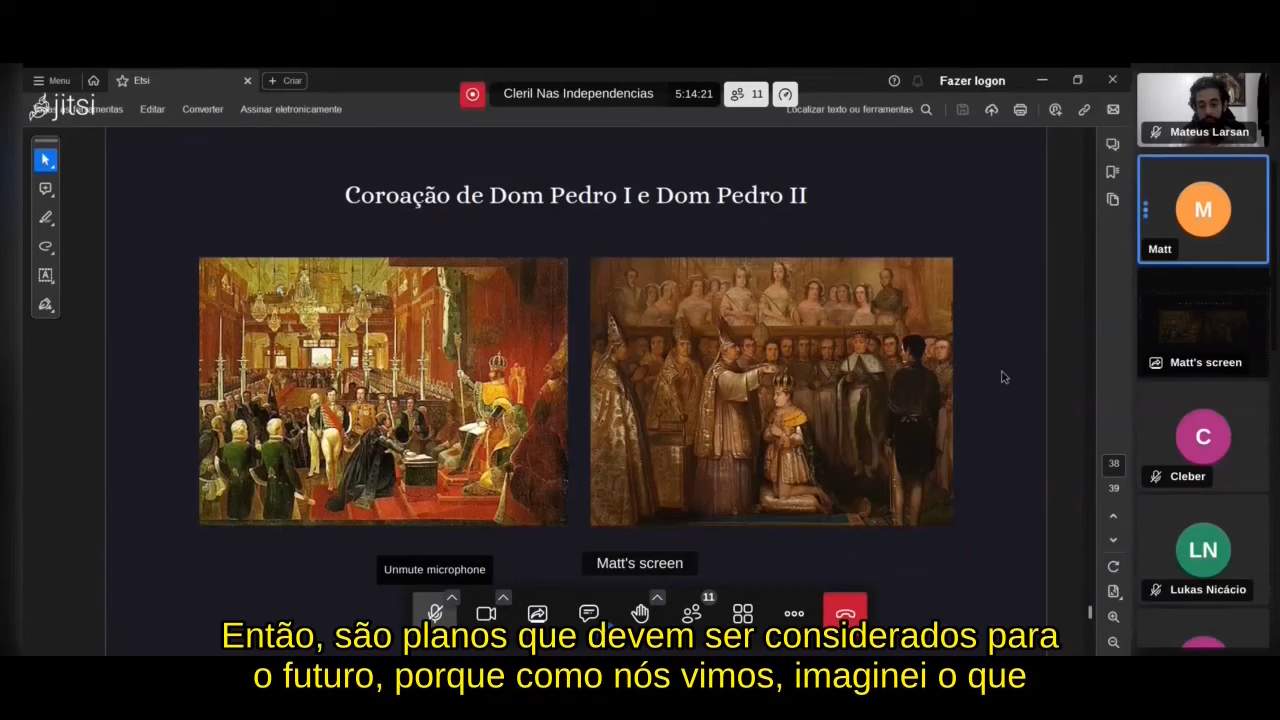 Menu
Etsi
Criar
Cleril Nas Independencias
5:14:21
11
Fazer logon
jitsi
Editar
Converter
Assinar eletronicamente
Localizar texto ou ferramentas
Mateus Larsan
Coroação de Dom Pedro I e Dom Pedro II
M
Matt
Matt's screen
C
Cleber
38
39
LN
Lukas Nicácio
Matt's screen
Unmute microphone
11
Então, são planos que devem ser considerados para
o futuro, porque como nós vimos, imaginei o que